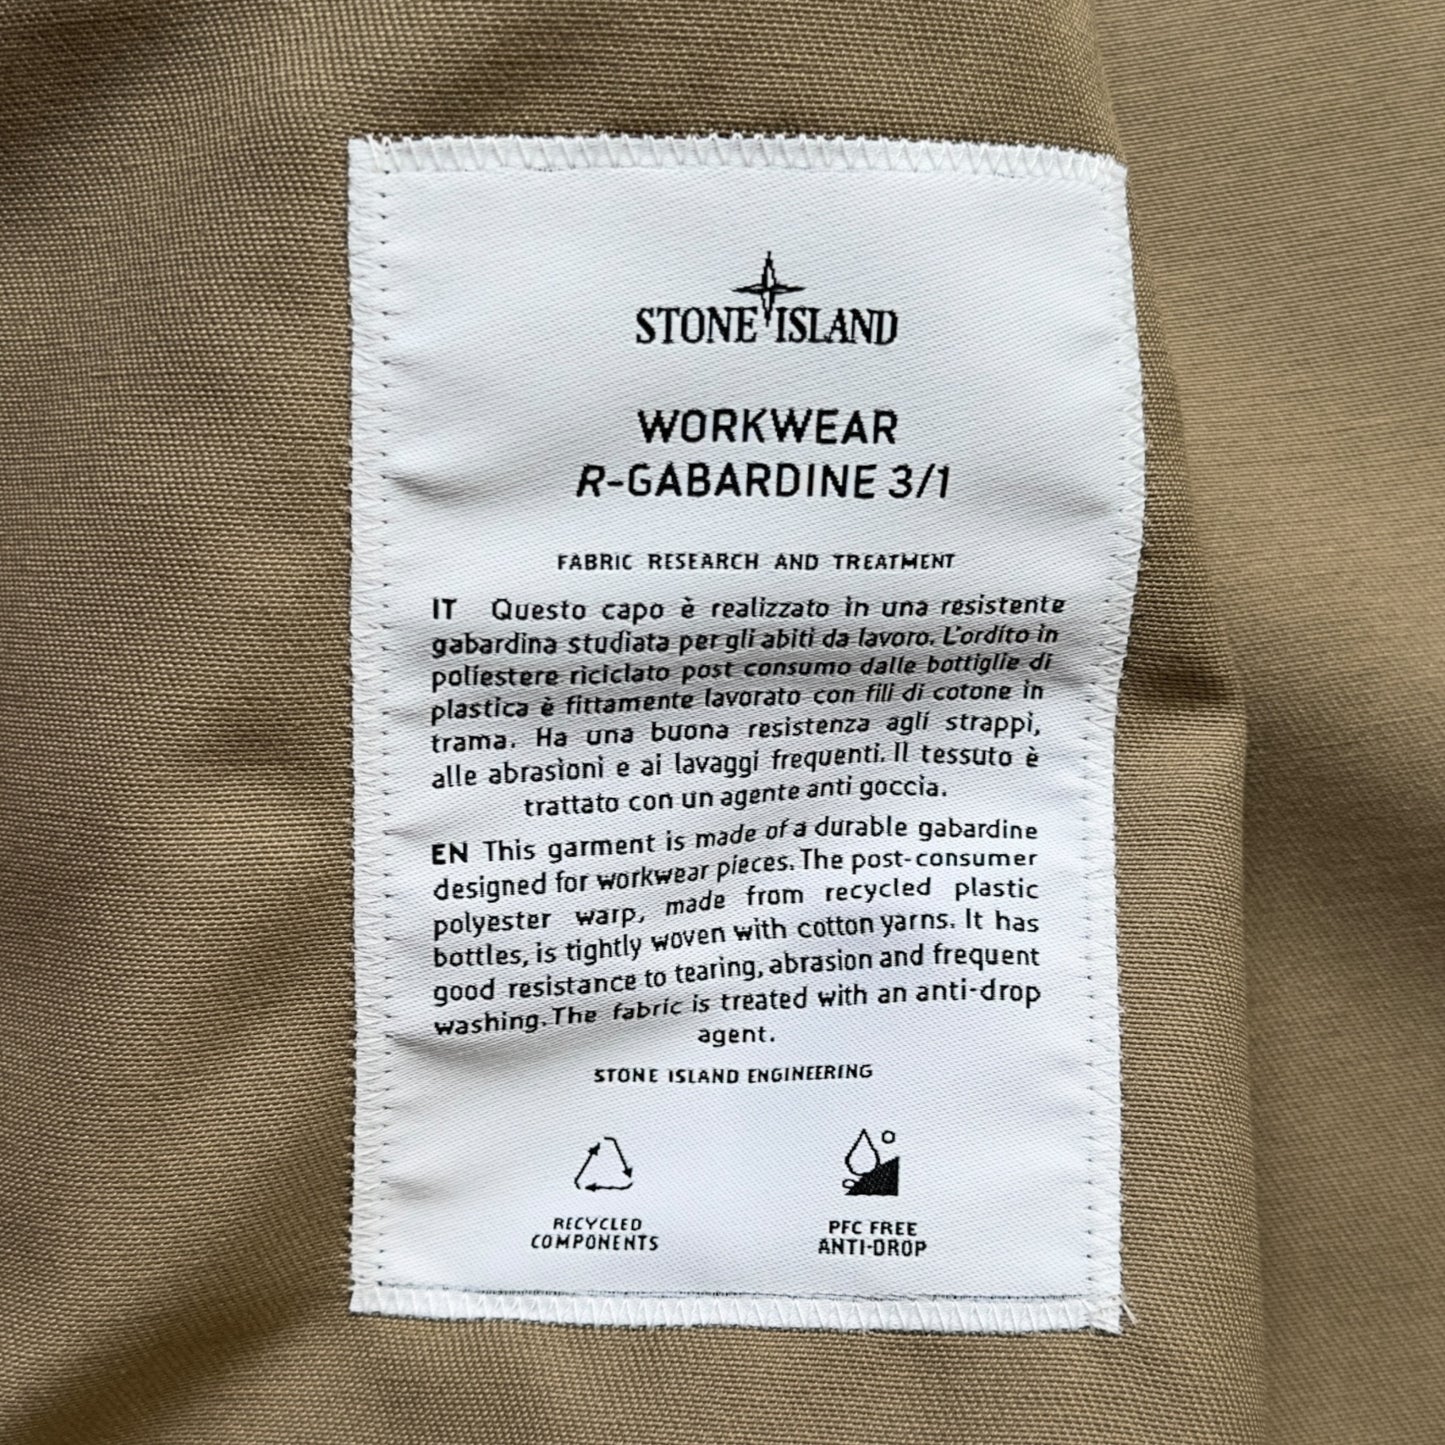 STONE ISLAND
WORKWEAR
R-GABARDINE 3/1
FABRIC RESEARCH AND TREATMENT
IT Questo capo è realizzato in una resistente
gabardina studiata per gli abiti da lavoro. L'ordito in
poliestere riciclato post consumo dalle bottiglie di
plastica è fittamente lavorato con fili di cotone in
trama. Ha una buona resistenza agli strappi,
alle abrasioni e ai lavaggi frequenti. Il tessuto è
trattato con un agente anti goccia.
EN This garment is made of a durable gabardine
designed for workwear pieces. The post-consumer
polyester warp, made from recycled plastic
bottles, is tightly woven with cotton yarns. It has
good resistance to tearing, abrasion and frequent
washing. The fabric is treated with an anti-drop
agent.
STONE ISLAND ENGINEERING
RECYCLED
COMPONENTS
PFC FREE
ANTI-DROP